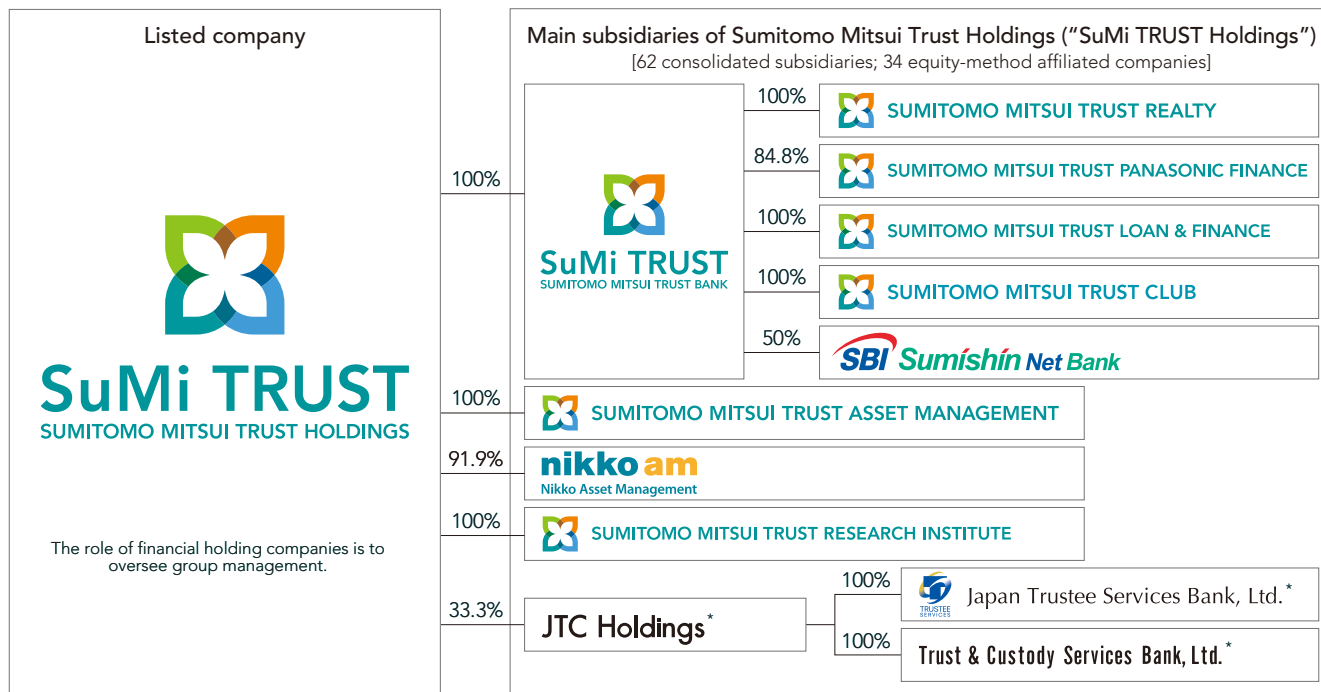 Listed company
SuMi TRUST
SUMITOMO MITSUI TRUST HOLDINGS
The role of financial holding companies is to
oversee group management.
Main subsidiaries of Sumitomo Mitsui Trust Holdings (“SuMi TRUST Holdings”)
[62 consolidated subsidiaries; 34 equity-method affiliated companies]
100%
SuMi TRUST
SUMITOMO MITSUI TRUST BANK
100%
SUMITOMO MITSUI TRUST REALTY
84.8%
SUMITOMO MITSUI TRUST PANASONIC FINANCE
100%
SUMITOMO MITSUI TRUST LOAN & FINANCE
100%
SUMITOMO MITSUI TRUST CLUB
50%
SBI Sumishin Net Bank
100%
SUMITOMO MITSUI TRUST ASSET MANAGEMENT
91.9%
nikko am
Nikko Asset Management
100%
SUMITOMO MITSUI TRUST RESEARCH INSTITUTE
33.3%
JTC Holdings*
100%
TRUSTEE
SERVICES
Japan Trustee Services Bank, Ltd.*
100%
Trust & Custody Services Bank, Ltd.*